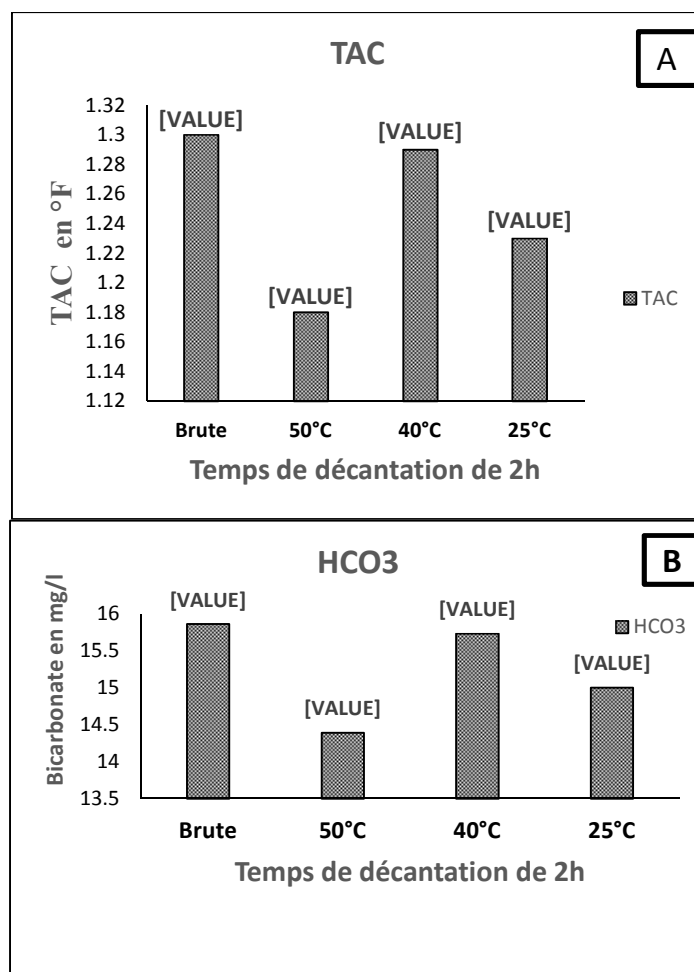 TAC
A
TAC en °F
1.32
1.3
1.28
1.26
1.24
1.22
1.2
1.18
1.16
1.14
1.12
[VALUE]
[VALUE]
[VALUE]
[VALUE]
TAC
Brute 50°C 40°C 25°C
Temps de décantation de 2h
HCO3
B
Bicarbonate en mg/l
16
15.5
15
14.5
14
13.5
[VALUE]
[VALUE]
[VALUE]
[VALUE]
HCO3
Brute 50°C 40°C 25°C
Temps de décantation de 2h